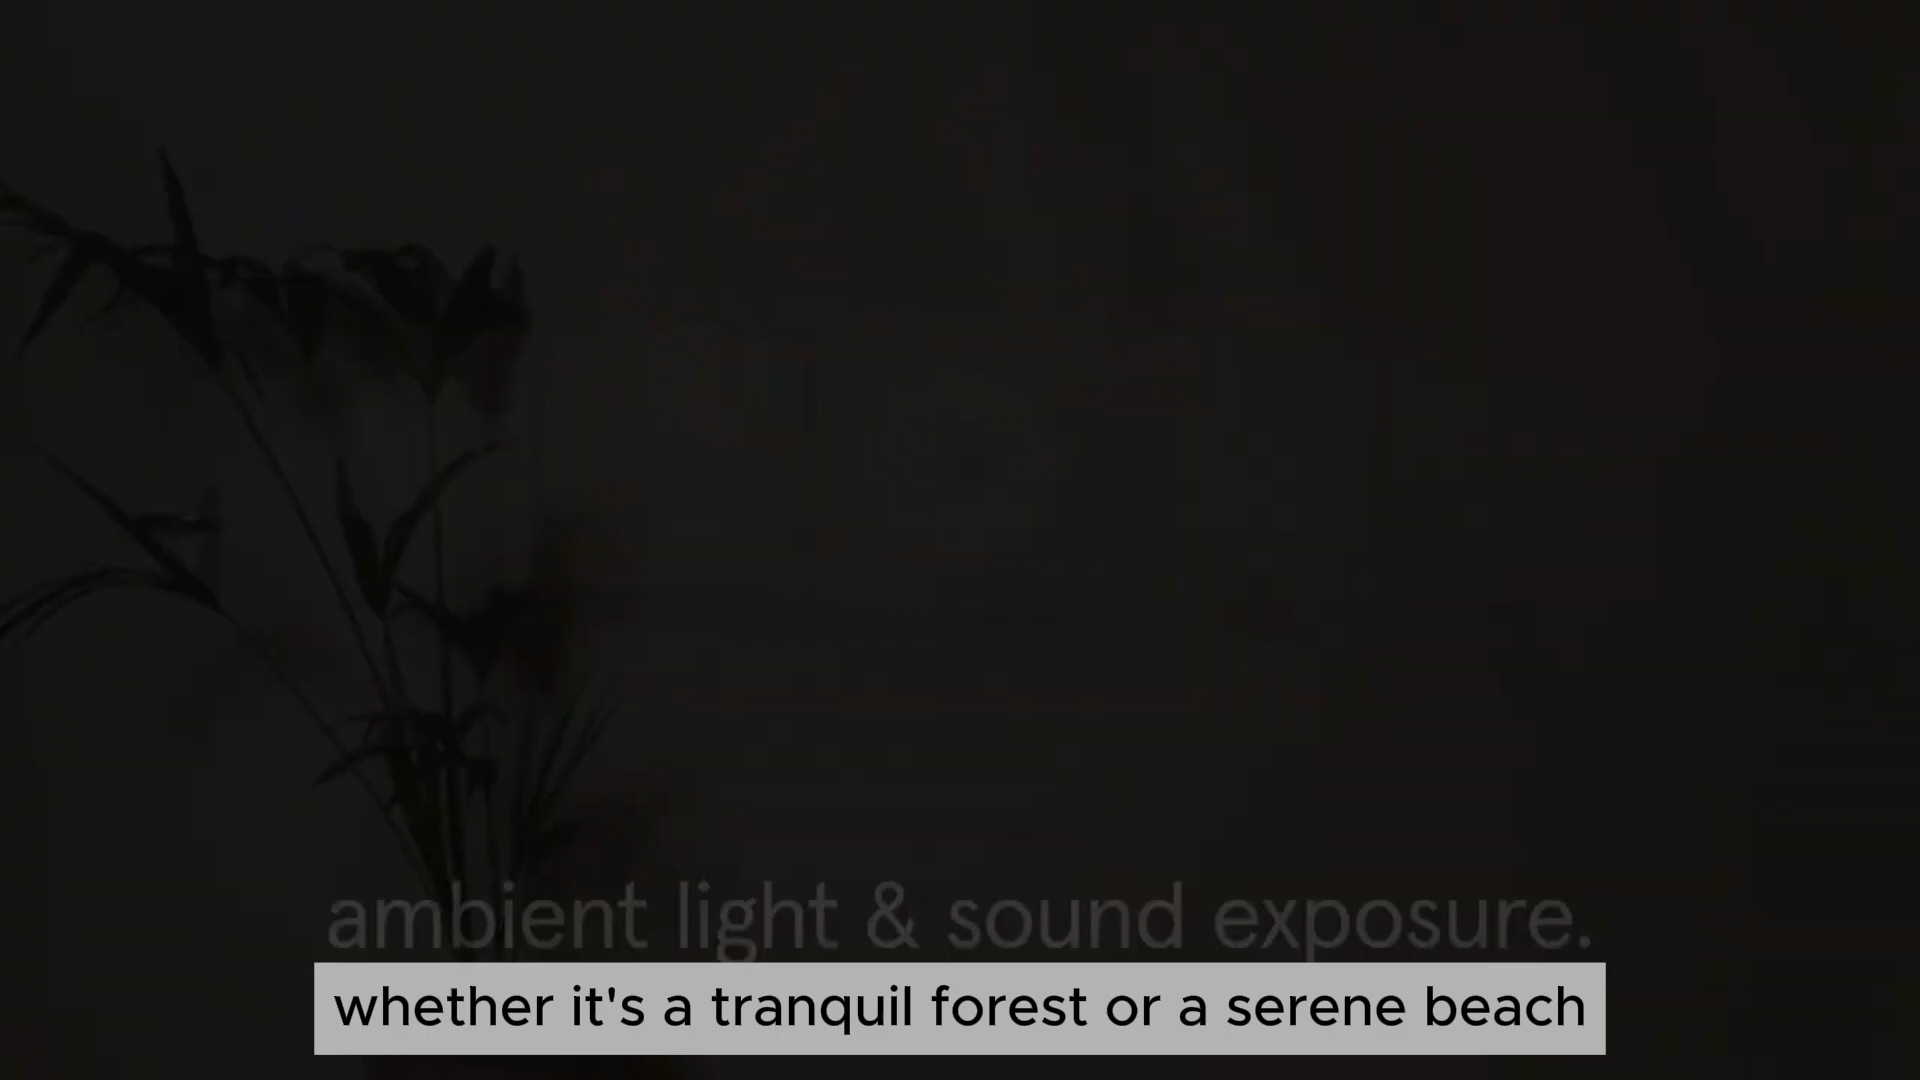 ambient light & sound exposure.
whether it's a tranquil forest or a serene beach